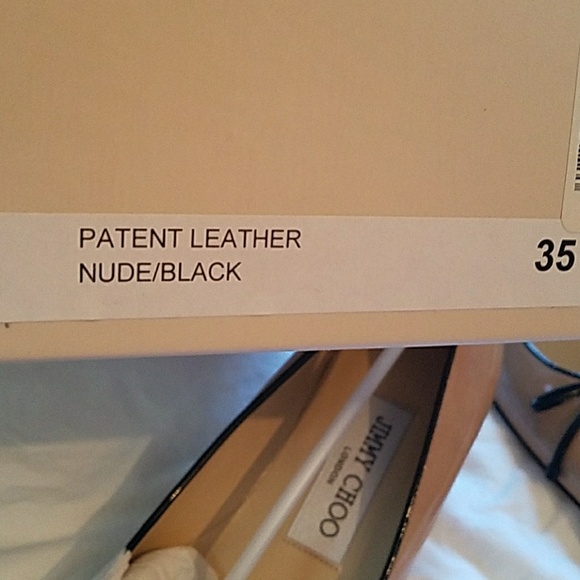 PATENT LEATHER
NUDE/BLACK
35
JIMMY CHOO
LONDON